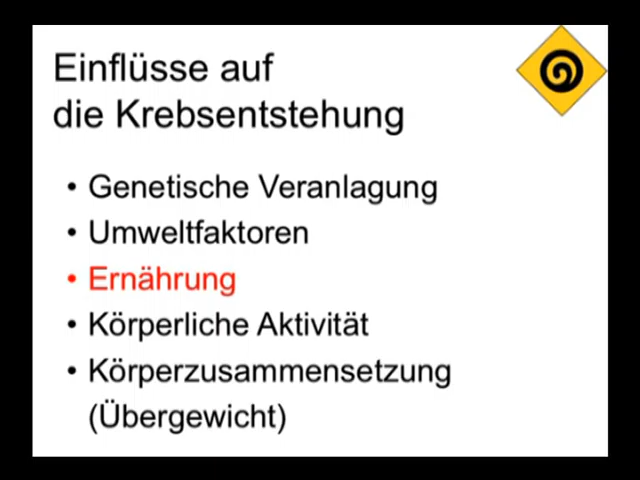 Einflüsse auf
die Krebsentstehung
• Genetische Veranlagung
• Umweltfaktoren
• Ernährung
• Körperliche Aktivität
• Körperzusammensetzung
(Übergewicht)